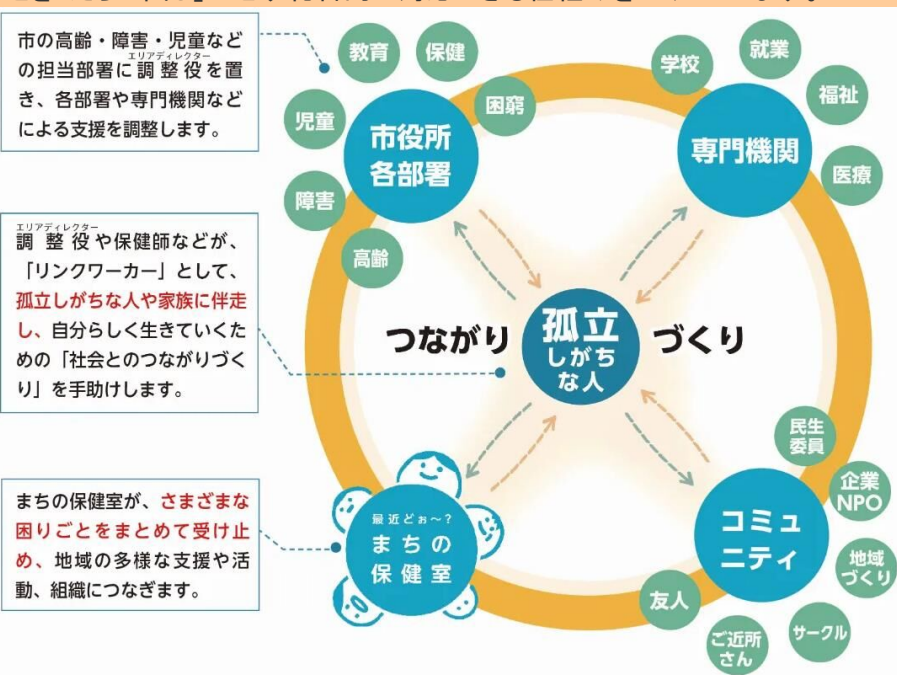 市の高齢・障害・児童など
の担当部署に調整役を置
エリアディレクター
き、各部署や専門機関など
による支援を調整します。
エリアディレクター
調整役や保健師などが、
「リンクワーカー」として、
孤立しがちな人や家族に伴走
し、自分らしく生きていくた
めの「社会とのつながりづく
り」を手助けします。
まちの保健室が、さまざまな
困りごとをまとめて受け止
め、地域の多様な支援や活
動、組織につなぎます。
教育
保健
困窮
児童
障害
高齢
市役所
各部署
学校
就業
福祉
医療
専門機関
つながり
孤立
しがち
な人
づくり
最近どぉ〜?
まちの
保健室
コミュ
ニティ
民生
委員
企業
NPO
地域
づくり
サークル
ご近所
さん
友人